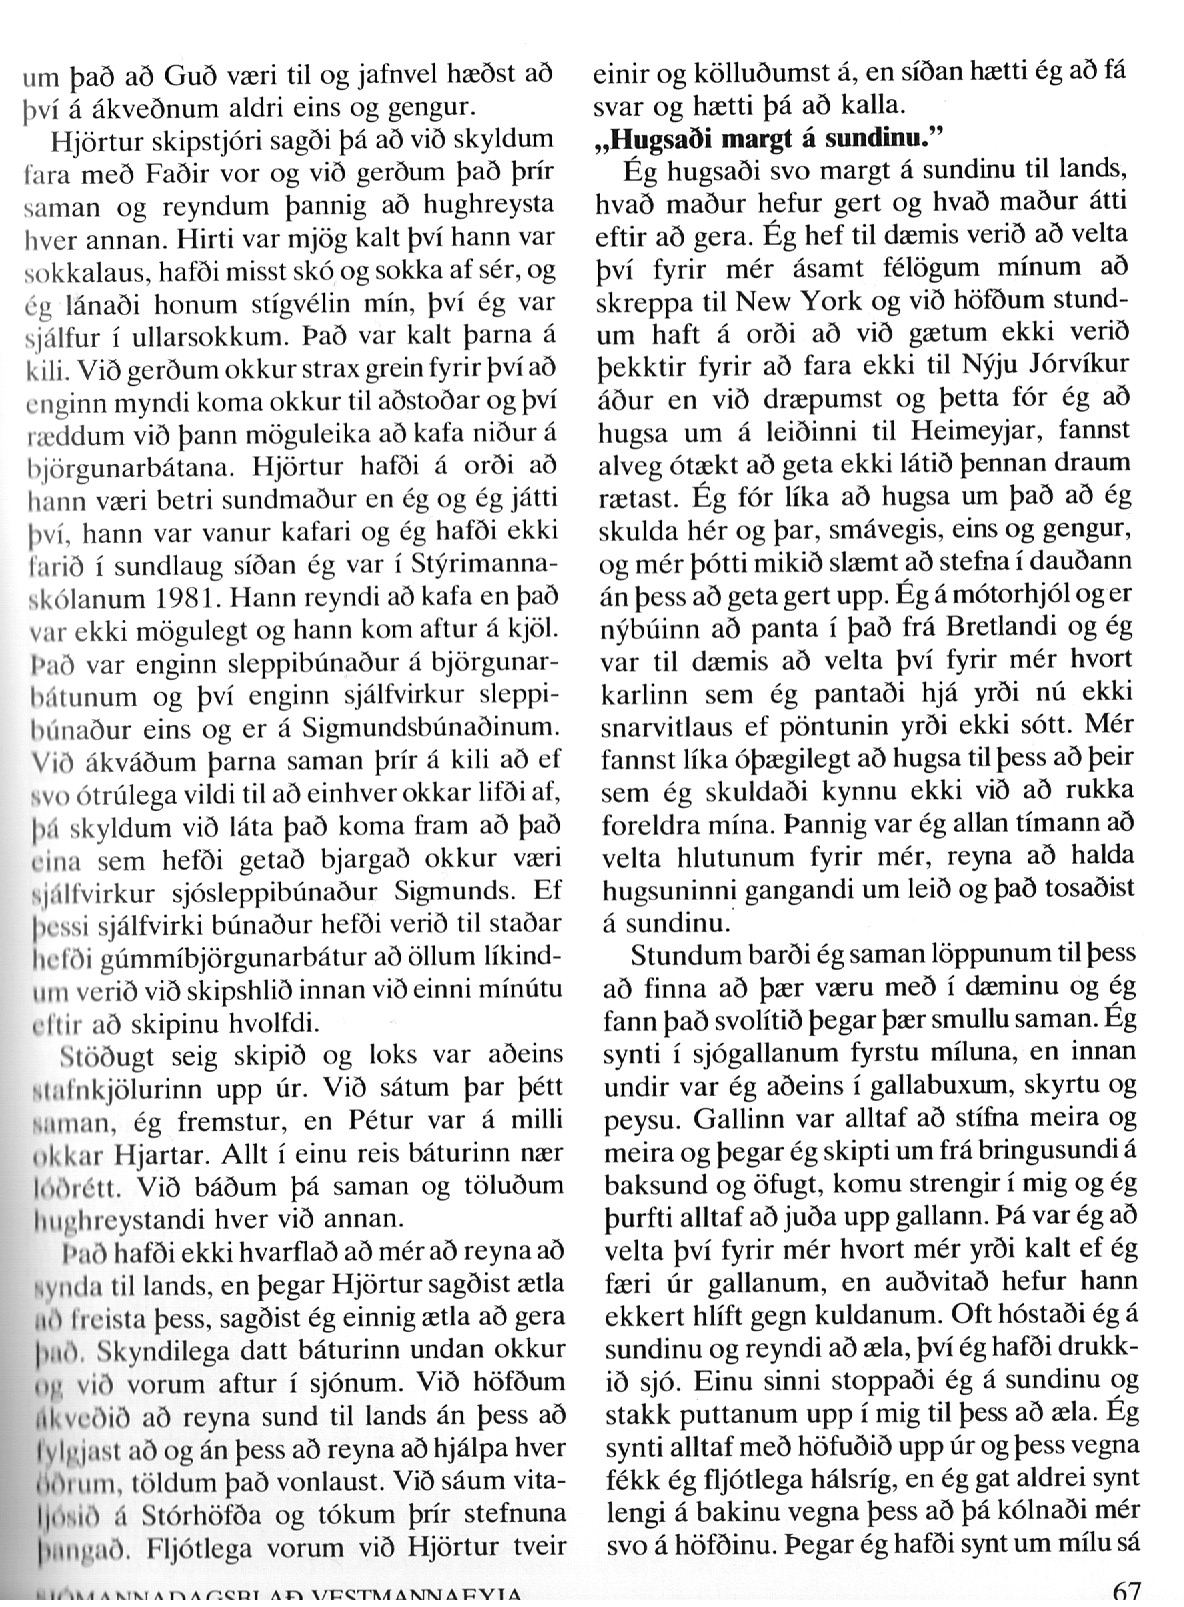 um það að Guð væri til og jafnvel hæðst að
því á ákveðnum aldri eins og gengur.
Hjörtur skipstjóri sagði þá að við skyldum
fara með Faðir vor og við gerðum það þrír
saman og reyndum þannig að hughreysta
hver annan. Hirti var mjög kalt því hann var
sokkalaus, hafði misst skó og sokka af sér, og
ég lánaði honum stígvélin mín, því ég var
sjálfur í ullarsokkum. Það var kalt þarna á
kili. Við gerðum okkur strax grein fyrir því að
enginn myndi koma okkur til aðstoðar og því
ræddum við þann möguleika að kafa niður á
björgunarbátana. Hjörtur hafði á orði að
hann væri betri sundmaður en ég og ég játti
því, hann var vanur kafari og ég hafði ekki
farið í sundlaug síðan ég var í Stýrimanna-
skólanum 1981. Hann reyndi að kafa en það
var ekki mögulegt og hann kom aftur á kjöl.
Það var enginn sleppibúnaður á björgunar-
bátunum og því enginn sjálfvirkur sleppi-
búnaður eins og er á Sigmundsbúnaðinum.
Við ákváðum þarna saman þrír á kili að ef
svo ótrúlega vildi til að einhver okkar lifði af,
þá skyldum við láta það koma fram að það
eina sem hefði getað bjargað okkur væri
sjálfvirkur sjósleppibúnaður Sigmunds. Ef
þessi sjálfvirki búnaður hefði verið til staðar
hefði gúmmíbjörgunarbátur að öllum líkind-
um verið við skipshlið innan við einni mínútu
eftir að skipinu hvolfdi.
Stöðugt seig skipið og loks var aðeins
stafnkjölurinn upp úr. Við sátum þar þétt
saman, ég fremstur, en Pétur var á milli
okkar Hjartar. Allt í einu reis báturinn nær
lóðrétt. Við báðum þá saman og töluðum
hughreystandi hver við annan.
Það hafði ekki hvarflað að mér að reyna að
synda til lands, en þegar Hjörtur sagðist ætla
að freista þess, sagðist ég einnig ætla að gera
það. Skyndilega datt báturinn undan okkur
og við vorum aftur í sjónum. Við höfðum
ákveðið að reyna sund til lands án þess að
fylgjast að og án þess að reyna að hjálpa hver
öðrum, töldum það vonlaust. Við sáum vita-
ljósið á Stórhöfða og tókum þrír stefnuna
þangað. Fljótlega vorum við Hjörtur tveir
einir og kölluðumst á, en síðan hætti ég að fá
svar og hætti þá að kalla.
„Hugsaði margt á sundinu.”
Ég hugsaði svo margt á sundinu til lands,
hvað maður hefur gert og hvað maður átti
eftir að gera. Ég hef til dæmis verið að velta
því fyrir mér ásamt félögum mínum að
skreppa til New York og við höfðum stund-
um haft á orði að við gætum ekki verið
þekktir fyrir að fara ekki til Nýju Jórvíkur
áður en við dræpumst og þetta fór ég að
hugsa um á leiðinni til Heimeyjar, fannst
alveg ótækt að geta ekki látið þennan draum
rætast. Ég fór líka að hugsa um það að ég
skulda hér og þar, smávegis, eins og gengur,
og mér þótti mikið slæmt að stefna í dauðann
án þess að geta gert upp. Ég á mótorhjól og er
nýbúinn að panta í það frá Bretlandi og ég
var til dæmis að velta því fyrir mér hvort
karlinn sem ég pantaði hjá yrði nú ekki
snarvitlaus ef pöntunin yrði ekki sótt. Mér
fannst líka óþægilegt að hugsa til þess að þeir
sem ég skuldaði kynnu ekki við að rukka
foreldra mína. Þannig var ég allan tímann að
velta hlutunum fyrir mér, reyna að halda
hugsuninni gangandi um leið og það tosaðist
á sundinu.
Stundum barði ég saman löppunum til þess
að finna að þær væru með í dæminu og ég
fann það svolítið þegar þær smullu saman. Ég
synti í sjógallanum fyrstu míluna, en innan
undir var ég aðeins í gallabuxum, skyrtu og
peysu. Gallinn var alltaf að stífna meira og
meira og þegar ég skipti um frá bringusundi á
baksund og öfugt, komu strengir í mig og ég
þurfti alltaf að juða upp gallann. Þá var ég að
velta því fyrir mér hvort mér yrði kalt ef ég
færi úr gallanum, en auðvitað hefur hann
ekkert hlíft gegn kuldanum. Oft hóstaði ég á
sundinu og reyndi að æla, því ég hafði drukk-
ið sjó. Einu sinni stoppaði ég á sundinu og
stakk puttanum upp í mig til þess að æla. Ég
synti alltaf með höfuðið upp úr og þess vegna
fékk ég fljótlega hálsríg, en ég gat aldrei synt
lengi á bakinu vegna þess að þá kólnaði mér
svo á höfðinu. Þegar ég hafði synt um mílu sá
SJÓMANNADAGSBLAÐ VESTMANNAEYJA
67